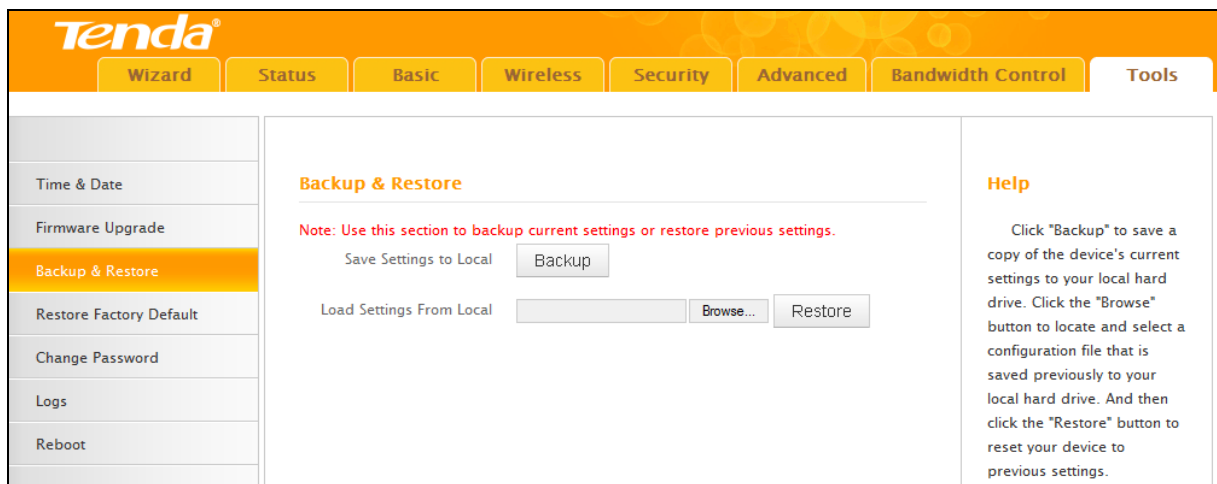 Tenda®
Wizard Status Basic Wireless Security Advanced Bandwidth Control Tools
Time & Date
Firmware Upgrade
Backup & Restore
Restore Factory Default
Change Password
Logs
Reboot
Backup & Restore
Note: Use this section to backup current settings or restore previous settings.
Save Settings to Local Backup
Load Settings From Local Browse... Restore
Help
Click "Backup" to save a
copy of the device's current
settings to your local hard
drive. Click the "Browse"
button to locate and select a
configuration file that is
saved previously to your
local hard drive. And then
click the "Restore" button to
reset your device to
previous settings.